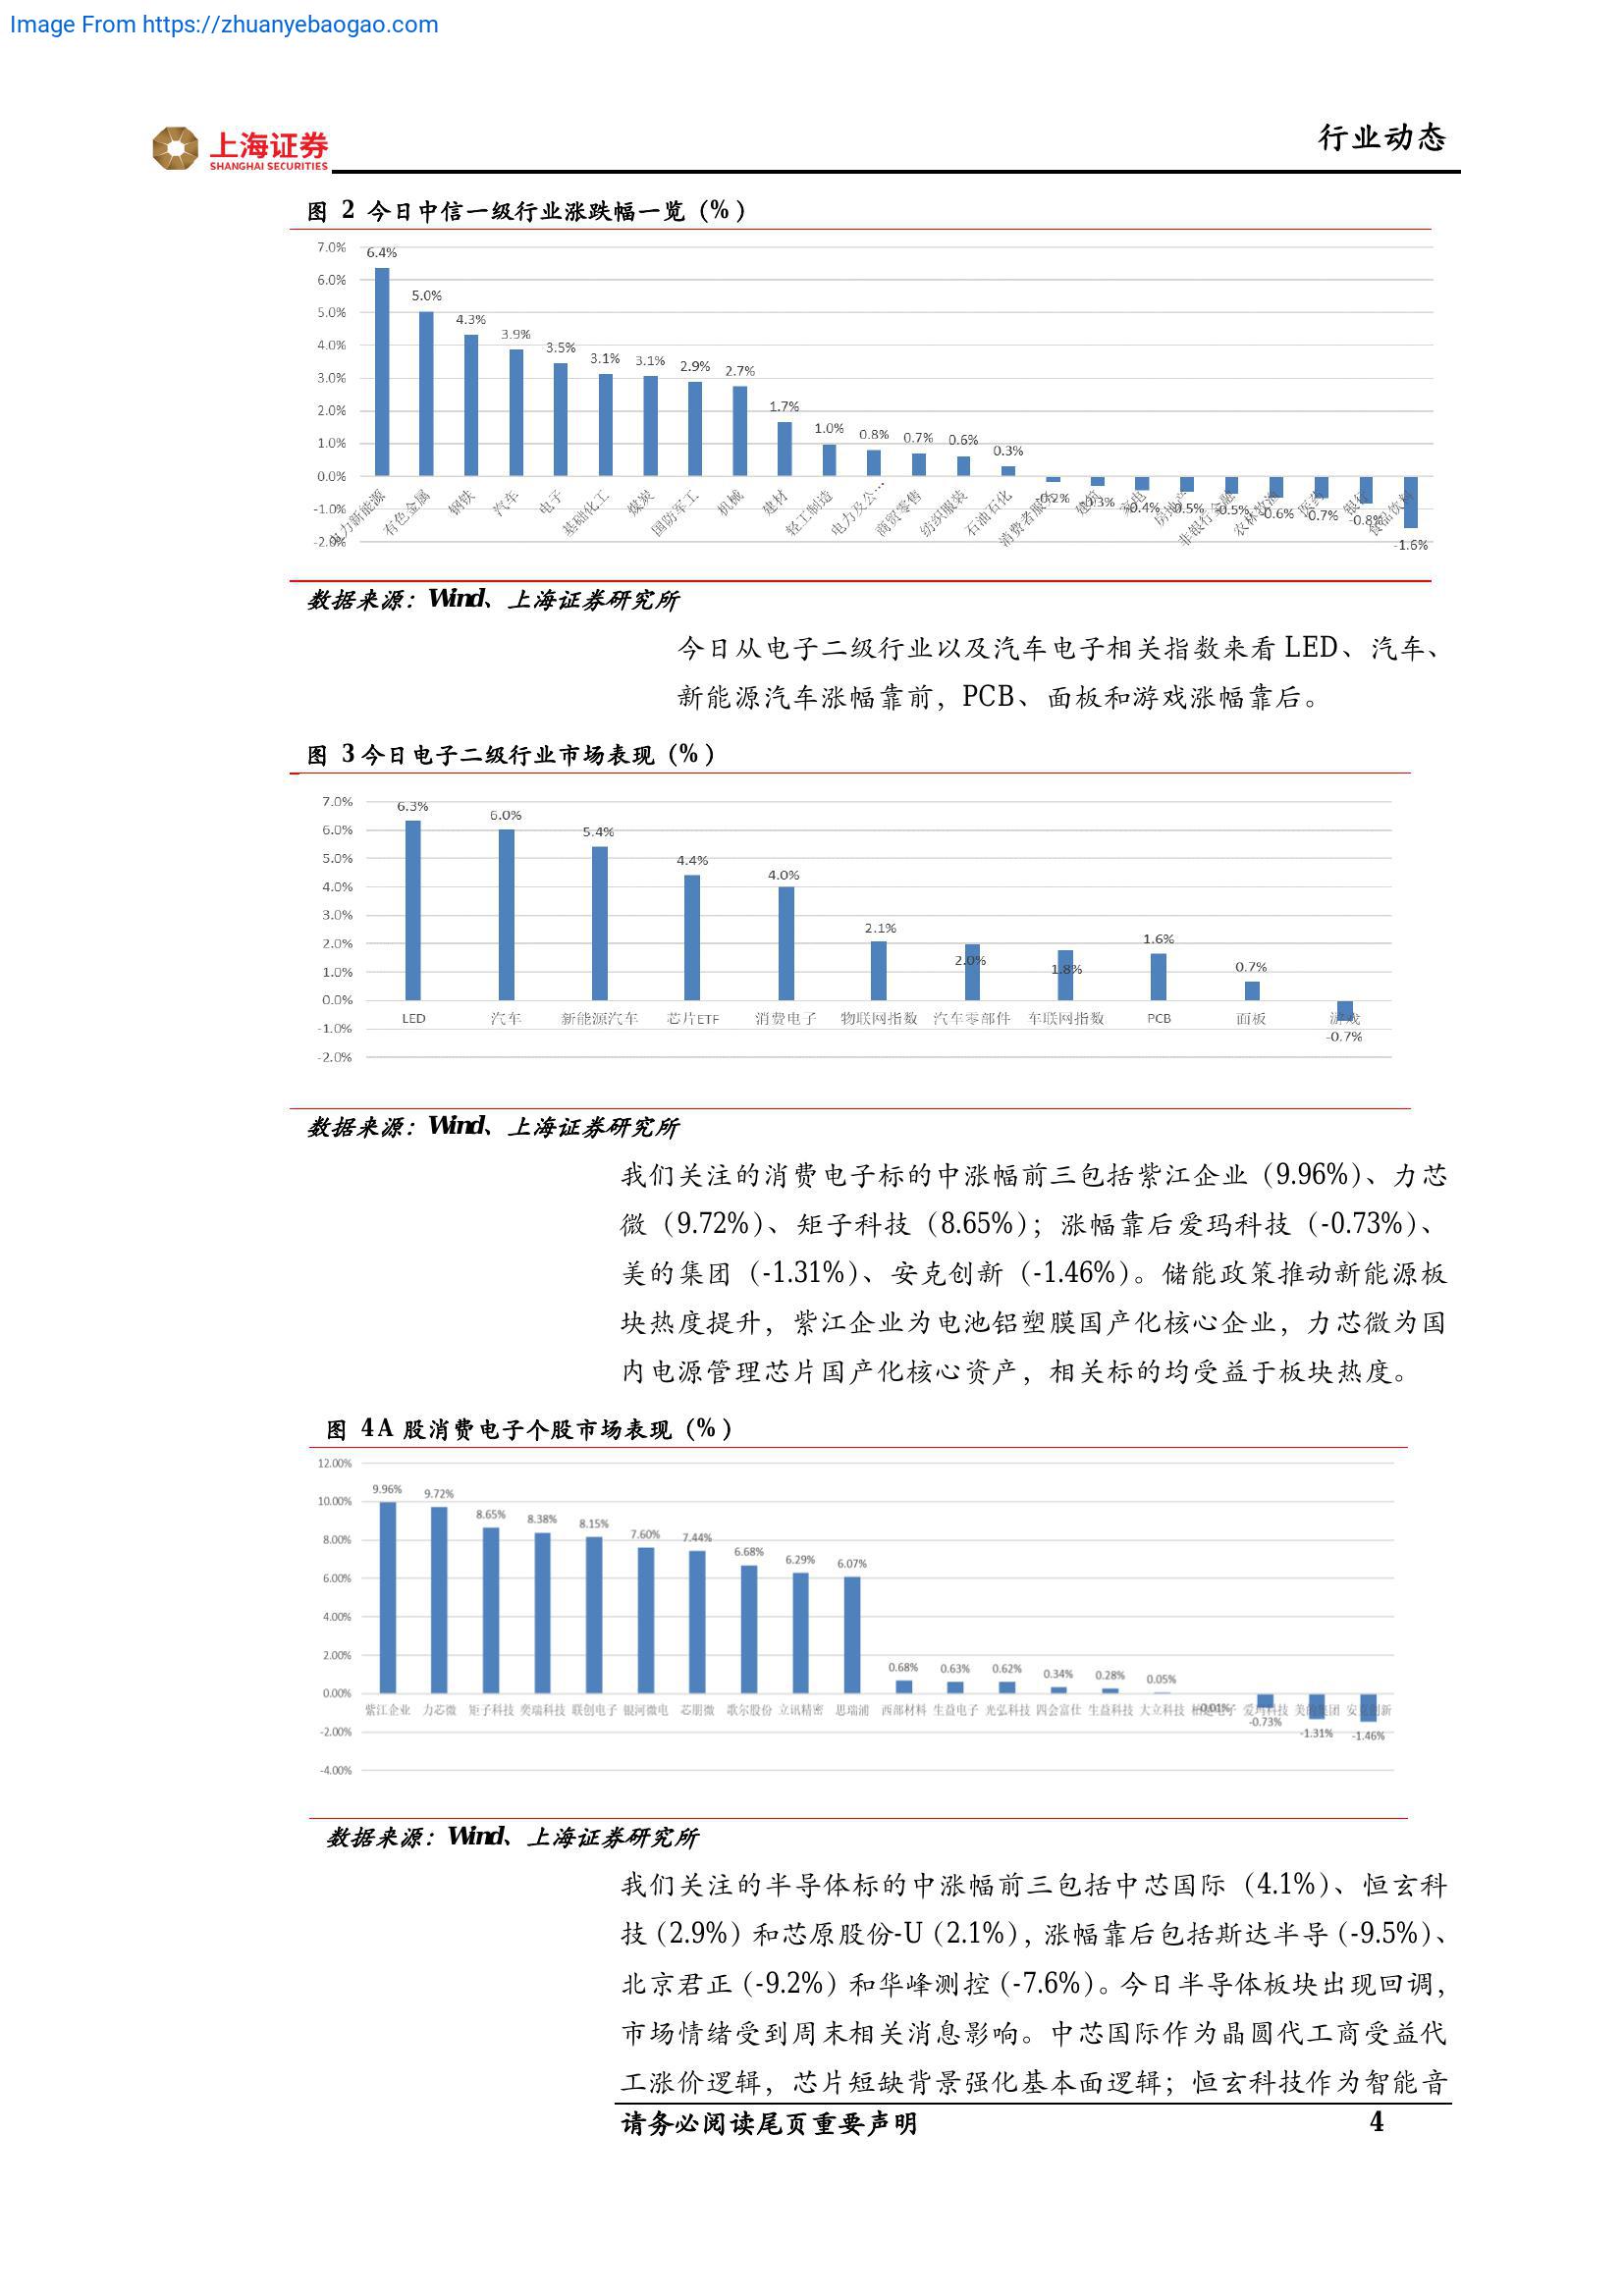 Image From https://zhuanyebaogao.com
上海证券
SHANGHAI SECURITIES
行业动态
图 2 今日中信一级行业涨跌幅一览（%）
7.0%
6.0%
5.0%
4.0%
3.0%
2.0%
1.0%
0.0%
-1.0%
-2.0%
6.4% 5.0% 4.3% 3.9% 3.5% 3.1% 3.1% 2.9% 2.7% 1.7% 1.0% 0.8% 0.7% 0.6% 0.3% -0.2% -0.3% -0.4% -0.5% -0.5% -0.6% -0.7% -0.8% -1.6%
电力新能源 有色金属 钢铁 汽车 电子 基础化工 煤炭 国防军工 机械 建材 轻工制造 电力及公… 商贸零售 纺织服装 石油石化 消费者服务 建筑 家电 房地产 非银行金融 农林牧渔 医药 银行 食品饮料
数据来源：Wind、上海证券研究所
今日从电子二级行业以及汽车电子相关指数来看 LED、汽车、
新能源汽车涨幅靠前，PCB、面板和游戏涨幅靠后。
图 3 今日电子二级行业市场表现（%）
7.0%
6.0%
5.0%
4.0%
3.0%
2.0%
1.0%
0.0%
-1.0%
-2.0%
6.3% 6.0% 5.4% 4.4% 4.0% 2.1% 2.0% 1.8% 1.6% 0.7% -0.7%
LED 汽车 新能源汽车 芯片ETF 消费电子 物联网指数 汽车零部件 车联网指数 PCB 面板 游戏
数据来源：Wind、上海证券研究所
我们关注的消费电子标的中涨幅前三包括紫江企业（9.96%）、力芯
微（9.72%）、矩子科技（8.65%）；涨幅靠后爱玛科技（-0.73%）、
美的集团（-1.31%）、安克创新（-1.46%）。储能政策推动新能源板
块热度提升，紫江企业为电池铝塑膜国产化核心企业，力芯微为国
内电源管理芯片国产化核心资产，相关标的均受益于板块热度。
图 4A 股消费电子个股市场表现（%）
12.00%
10.00%
8.00%
6.00%
4.00%
2.00%
0.00%
-2.00%
-4.00%
9.96% 9.72% 8.65% 8.38% 8.15% 7.60% 7.44% 6.68% 6.29% 6.07% 0.68% 0.63% 0.62% 0.34% 0.28% 0.05% -0.01% -0.73% -1.31% -1.46%
紫江企业 力芯微 矩子科技 奕瑞科技 联创电子 银河微电 芯朋微 歌尔股份 立讯精密 思瑞浦 西部材料 生益电子 光弘科技 四会富仕 生益科技 大立科技 爱玛科技 美的集团 安克创新
数据来源：Wind、上海证券研究所
我们关注的半导体标的中涨幅前三包括中芯国际（4.1%）、恒玄科
技（2.9%）和芯原股份-U（2.1%），涨幅靠后包括斯达半导（-9.5%）、
北京君正（-9.2%）和华峰测控（-7.6%）。今日半导体板块出现回调，
市场情绪受到周末相关消息影响。中芯国际作为晶圆代工商受益代
工涨价逻辑，芯片短缺背景强化基本面逻辑；恒玄科技作为智能音
请务必阅读尾页重要声明
4